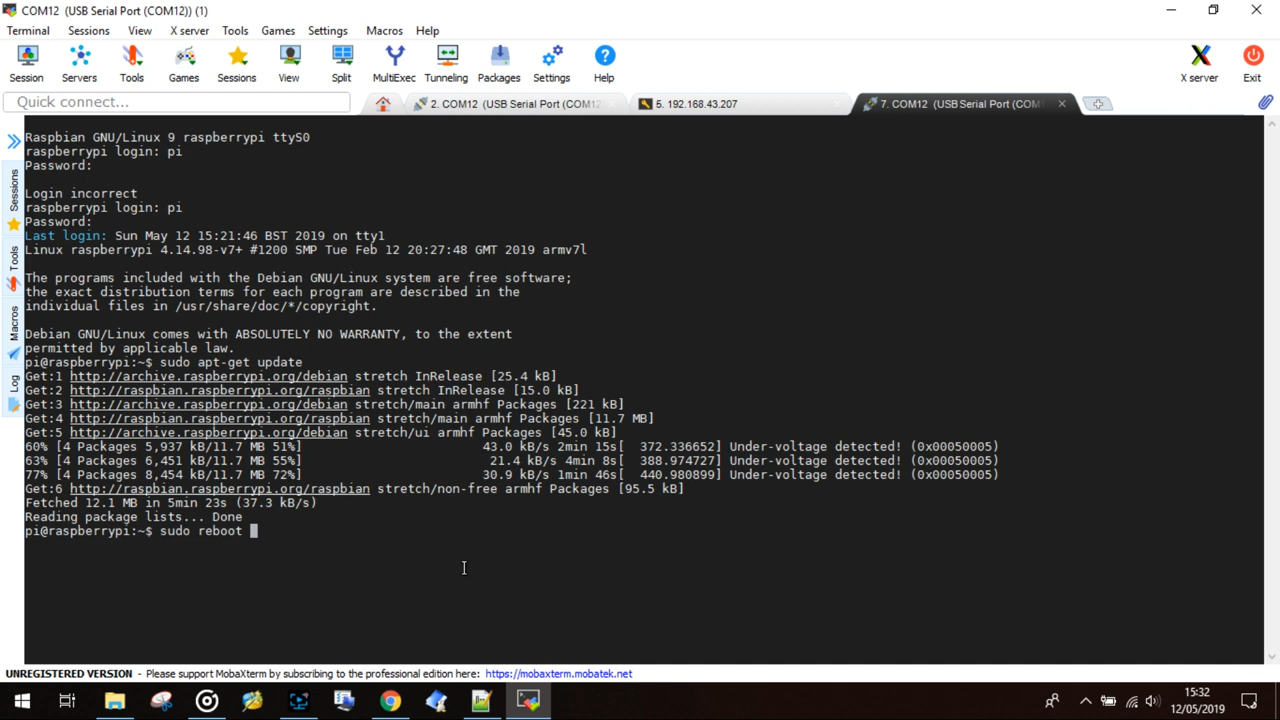 COM12 (USB Serial Port (COM12)) (1)
Terminal Sessions View X server Tools Games Settings Macros Help
Session Servers Tools Games Sessions View Split MultiExec Tunneling Packages Settings Help X server Exit
Quick connect... 2. COM12 (USB Serial Port (COM12 5. 192.168.43.207 7. COM12 (USB Serial Port (COM
Sessions
Tools
Macros
Log
Raspbian GNU/Linux 9 raspberrypi ttyS0
raspberrypi login: pi
Password:
Login incorrect
raspberrypi login: pi
Password:
Last login: Sun May 12 15:21:46 BST 2019 on tty1
Linux raspberrypi 4.14.98-v7+ #1200 SMP Tue Feb 12 20:27:48 GMT 2019 armv7l
The programs included with the Debian GNU/Linux system are free software;
the exact distribution terms for each program are described in the
individual files in /usr/share/doc/*/copyright.
Debian GNU/Linux comes with ABSOLUTELY NO WARRANTY, to the extent
permitted by applicable law.
pi@raspberrypi:~$ sudo apt-get update
Get:1 http://archive.raspberrypi.org/debian stretch InRelease [25.4 kB]
Get:2 http://raspbian.raspberrypi.org/raspbian stretch InRelease [15.0 kB]
Get:3 http://archive.raspberrypi.org/debian stretch/main armhf Packages [221 kB]
Get:4 http://raspbian.raspberrypi.org/raspbian stretch/main armhf Packages [11.7 MB]
Get:5 http://archive.raspberrypi.org/debian stretch/ui armhf Packages [45.0 kB]
60% [4 Packages 5,937 kB/11.7 MB 51%] 43.0 kB/s 2min 15s[ 372.336652] Under-voltage detected! (0x00050005)
63% [4 Packages 6,451 kB/11.7 MB 55%] 21.4 kB/s 4min 8s[ 388.974727] Under-voltage detected! (0x00050005)
77% [4 Packages 8,454 kB/11.7 MB 72%] 30.9 kB/s 1min 46s[ 440.980899] Under-voltage detected! (0x00050005)
Get:6 http://raspbian.raspberrypi.org/raspbian stretch/non-free armhf Packages [95.5 kB]
Fetched 12.1 MB in 5min 23s (37.3 kB/s)
Reading package lists... Done
pi@raspberrypi:~$ sudo reboot
UNREGISTERED VERSION - Please support MobaXterm by subscribing to the professional edition here: https://mobaxterm.mobatek.net
15:32
12/05/2019